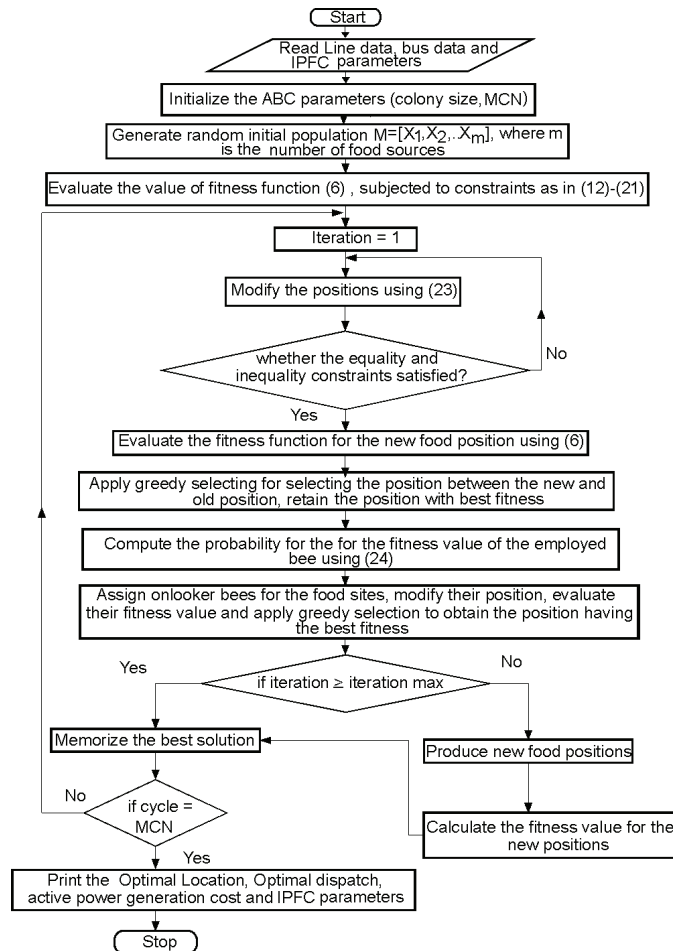 Start
Read Line data, bus data and
IPFC parameters
Initialize the ABC parameters (colony size, MCN)
Generate random initial population M=[X1,X2,..Xm], where m
is the number of food sources
Evaluate the value of fitness function (6) , subjected to constraints as in (12)-(21)
Iteration = 1
Modify the positions using (23)
whether the equality and
inequality constraints satisfied?
No
Yes
Evaluate the fitness function for the new food position using (6)
Apply greedy selecting for selecting the position between the new and
old position, retain the position with best fitness
Compute the probability for the for the fitness value of the employed
bee using (24)
Assign onlooker bees for the food sites, modify their position, evaluate
their fitness value and apply greedy selection to obtain the position having
the best fitness
Yes
No
if iteration ≥ iteration max
Memorize the best solution
Produce new food positions
No
if cycle =
MCN
Calculate the fitness value for the
new positions
Yes
Print the Optimal Location, Optimal dispatch,
active power generation cost and IPFC parameters
Stop